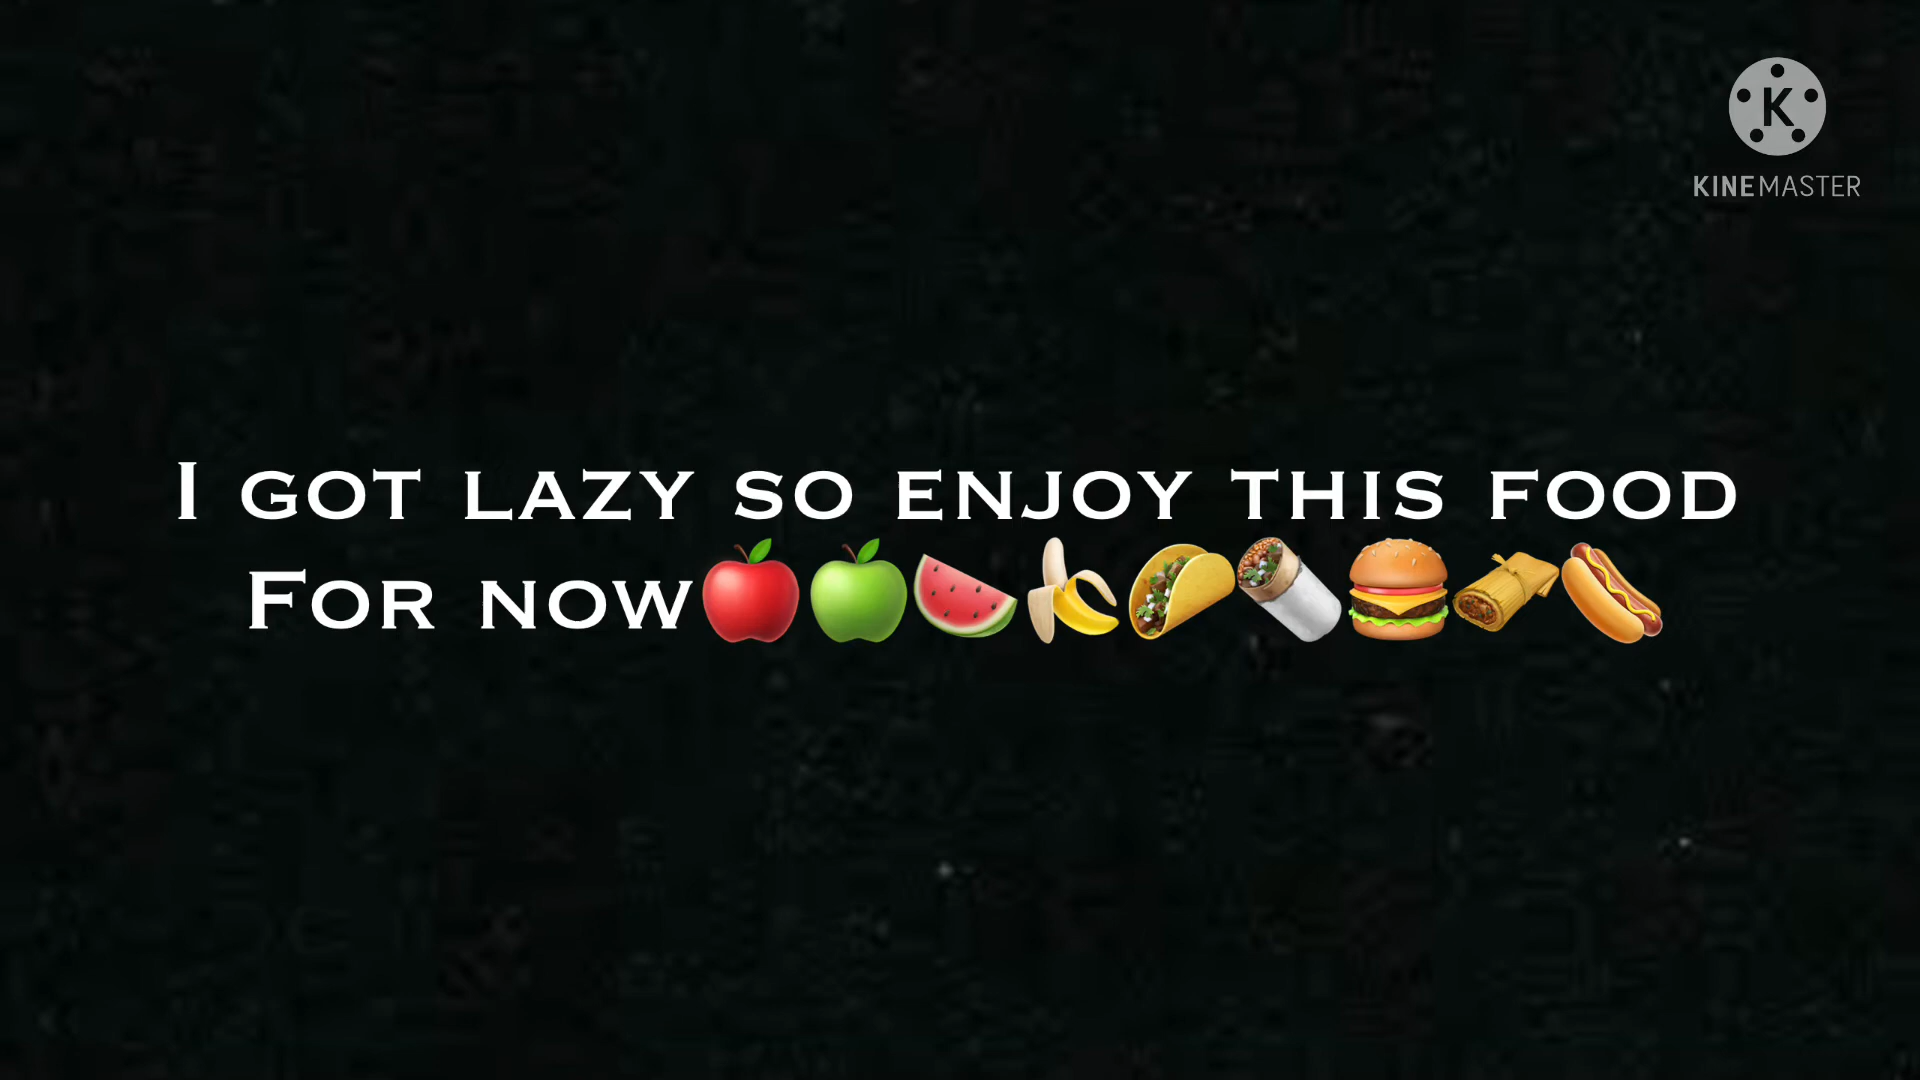 K
KINEMASTER
I GOT LAZY SO ENJOY THIS FOOD
FOR NOW🍎🍏🍉🍌🌮🌯🍔🫔🌭